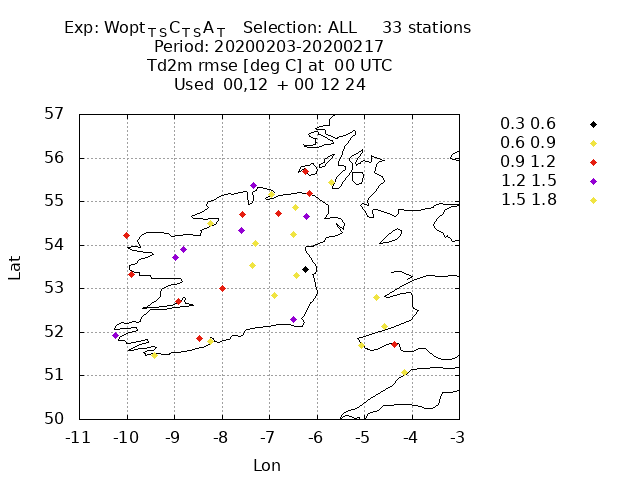 Exp: Wopt_TS C_TS A_T   Selection: ALL     33 stations
Period: 20200203-20200217
Td2m rmse [deg C] at  00 UTC
Used  00,12  + 00 12 24
0.3 0.6
0.6 0.9
0.9 1.2
1.2 1.5
1.5 1.8
57
56
55
54
53
52
51
50
Lat
-11 -10 -9 -8 -7 -6 -5 -4 -3
Lon